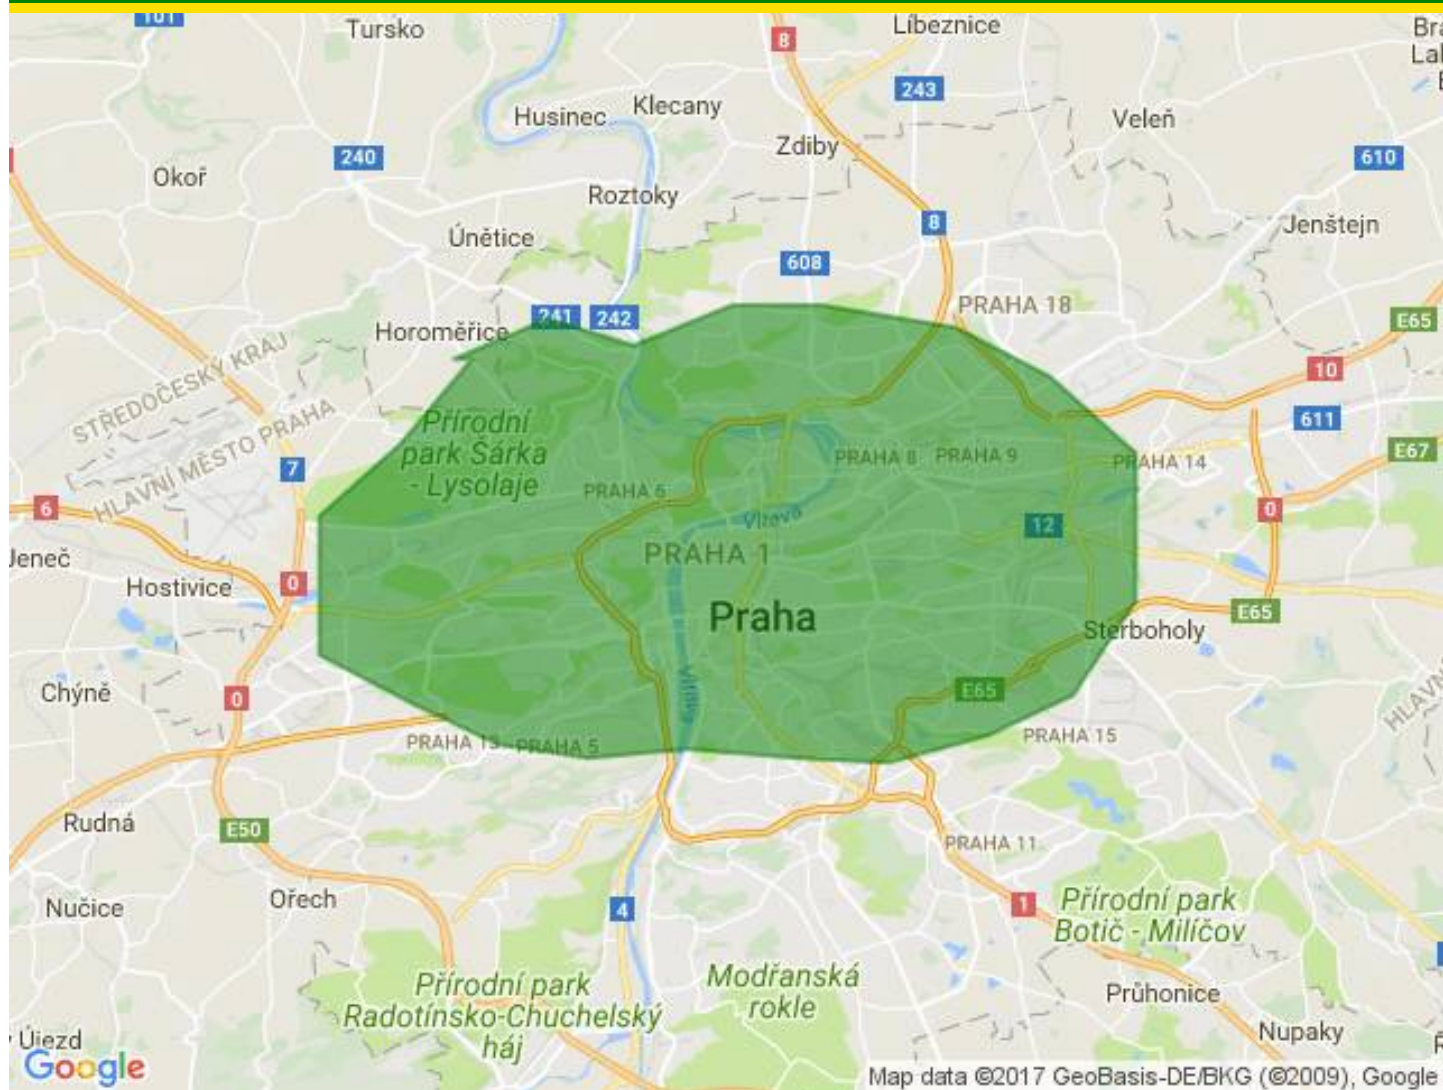 101
Tursko
8
Líbeznice
243
Husinec
Klecany
Veleň
Zdiby
240
610
Okoř
Roztoky
8
Jenštejn
Únětice
608
PRAHA 18
241
242
E65
Horoměřice
STŘEDOČESKÝ KRAJ
10
HLAVNÍ MĚSTO PRAHA
611
Přírodní
park Šárka
- Lysolaje
PRAHA 8
PRAHA 9
PRAHA 14
E67
7
PRAHA 6
6
0
Vltava
12
PRAHA 1
Jeneč
Hostivice
0
Praha
E65
Štěrboholy
Chýně
0
E65
Vltava
PRAHA 13
PRAHA 5
PRAHA 15
Rudná
E50
PRAHA 11
Nučice
Ořech
4
1
Přírodní park
Botič - Milíčov
Přírodní park
Radotínsko-Chuchelský
háj
Modřanská
rokle
Průhonice
Nupaky
Újezd
Google
Map data ©2017 GeoBasis-DE/BKG (©2009), Google